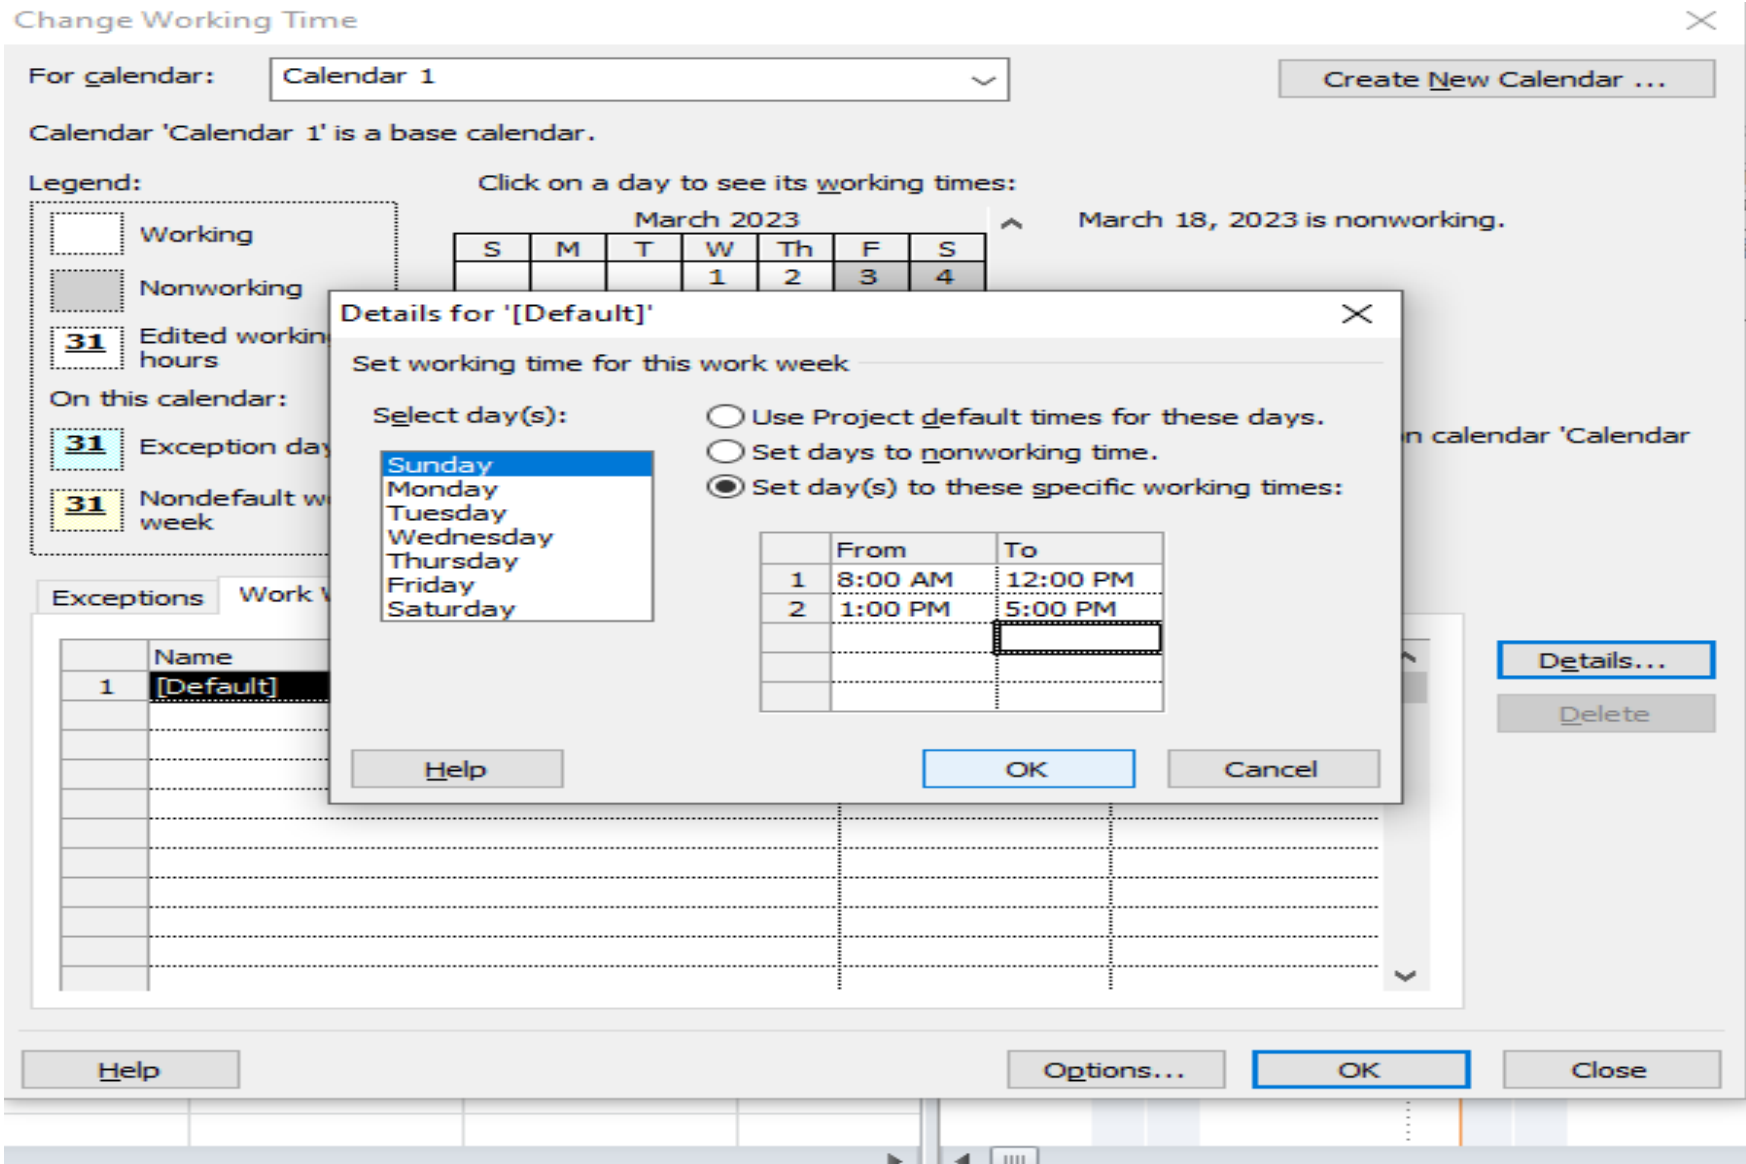 Change Working Time
For calendar:
Calendar 1
Create New Calendar ...
Calendar 'Calendar 1' is a base calendar.
Legend:
Click on a day to see its working times:
Working
Nonworking
31 Edited workin
hours
On this calendar:
31 Exception day
31 Nondefault w
week
March 2023
S M T W Th F S
1 2 3 4
March 18, 2023 is nonworking.
n calendar 'Calendar
Details for '[Default]'
Set working time for this work week
Select day(s):
Sunday
Monday
Tuesday
Wednesday
Thursday
Friday
Saturday
Use Project default times for these days.
Set days to nonworking time.
Set day(s) to these specific working times:
From To
1 8:00 AM 12:00 PM
2 1:00 PM 5:00 PM
Help
OK
Cancel
Exceptions
Work
Name
1 [Default]
Details...
Delete
Help
Options...
OK
Close